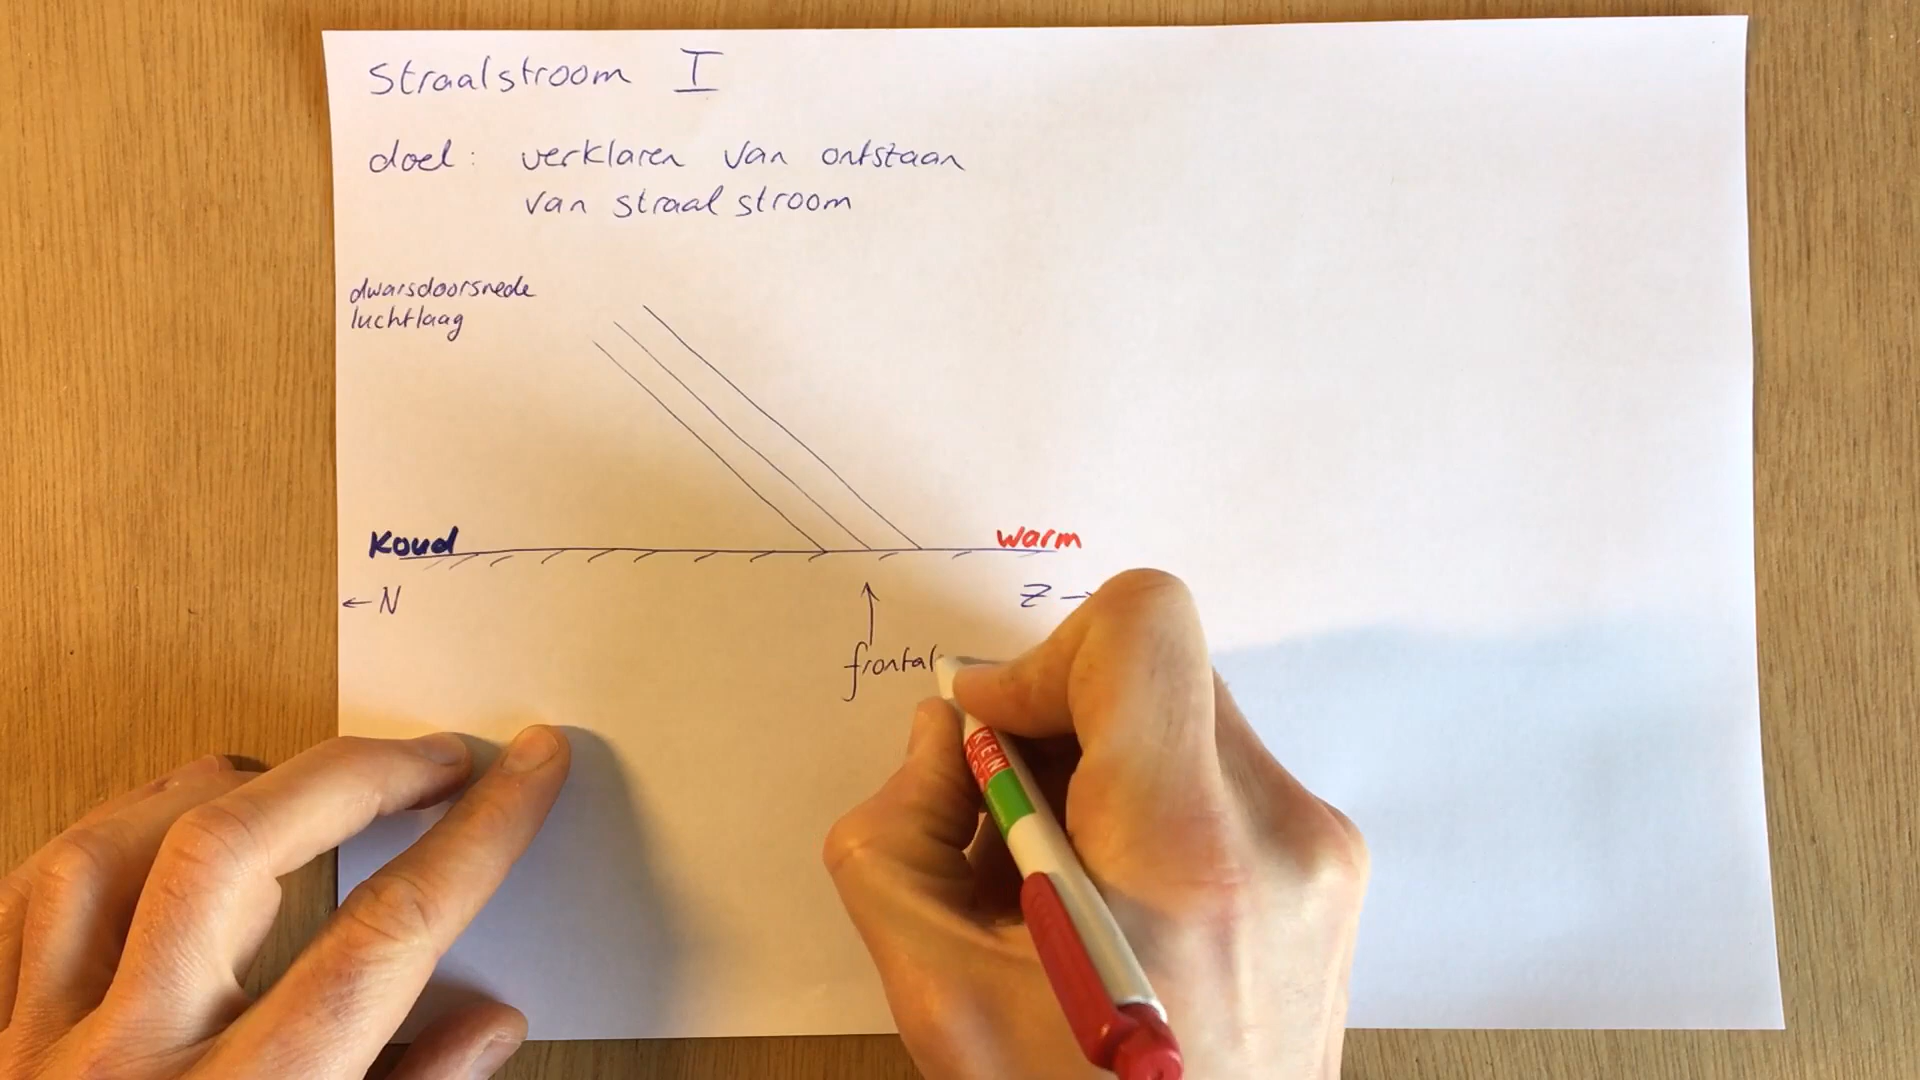 Straalstroom I
doel: verklaren van ontstaan
van straalstroom
dwarsdoorsnede
luchtlaag
Koud
warm
← N
Z →
frontal